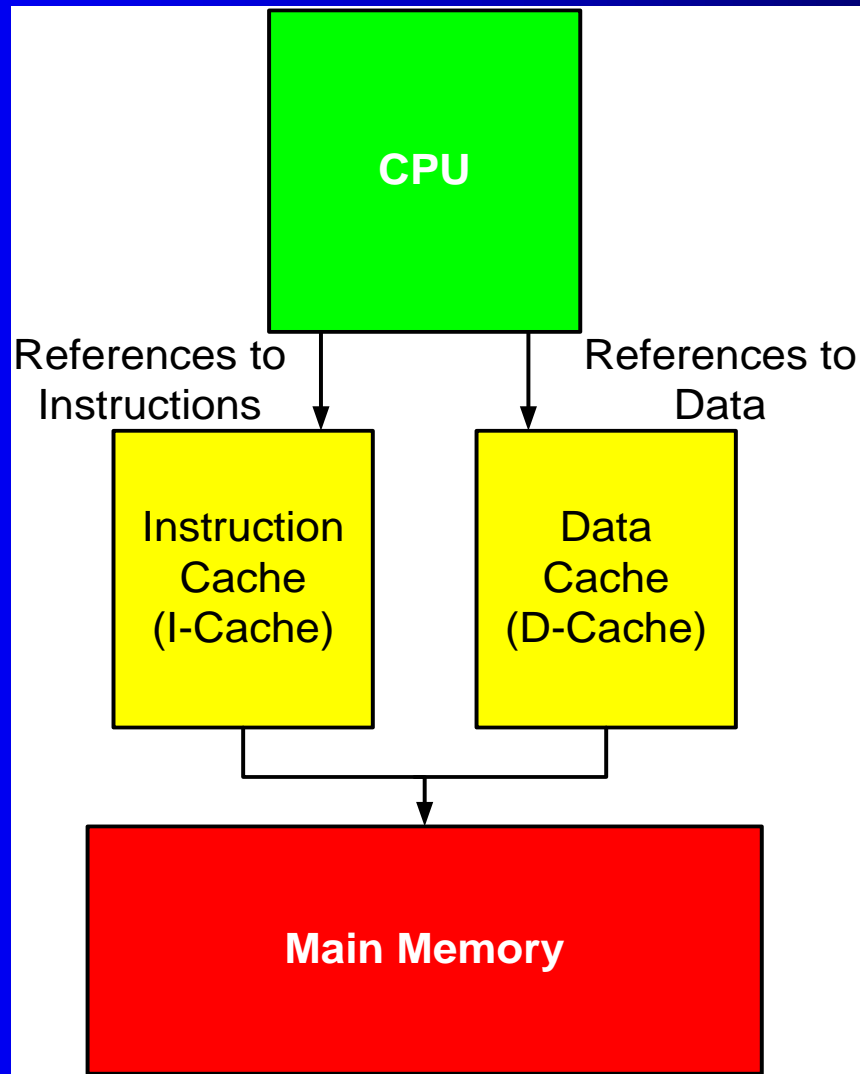 CPU
References to
Instructions
References to
Data
Instruction
Cache
(I-Cache)
Data
Cache
(D-Cache)
Main Memory